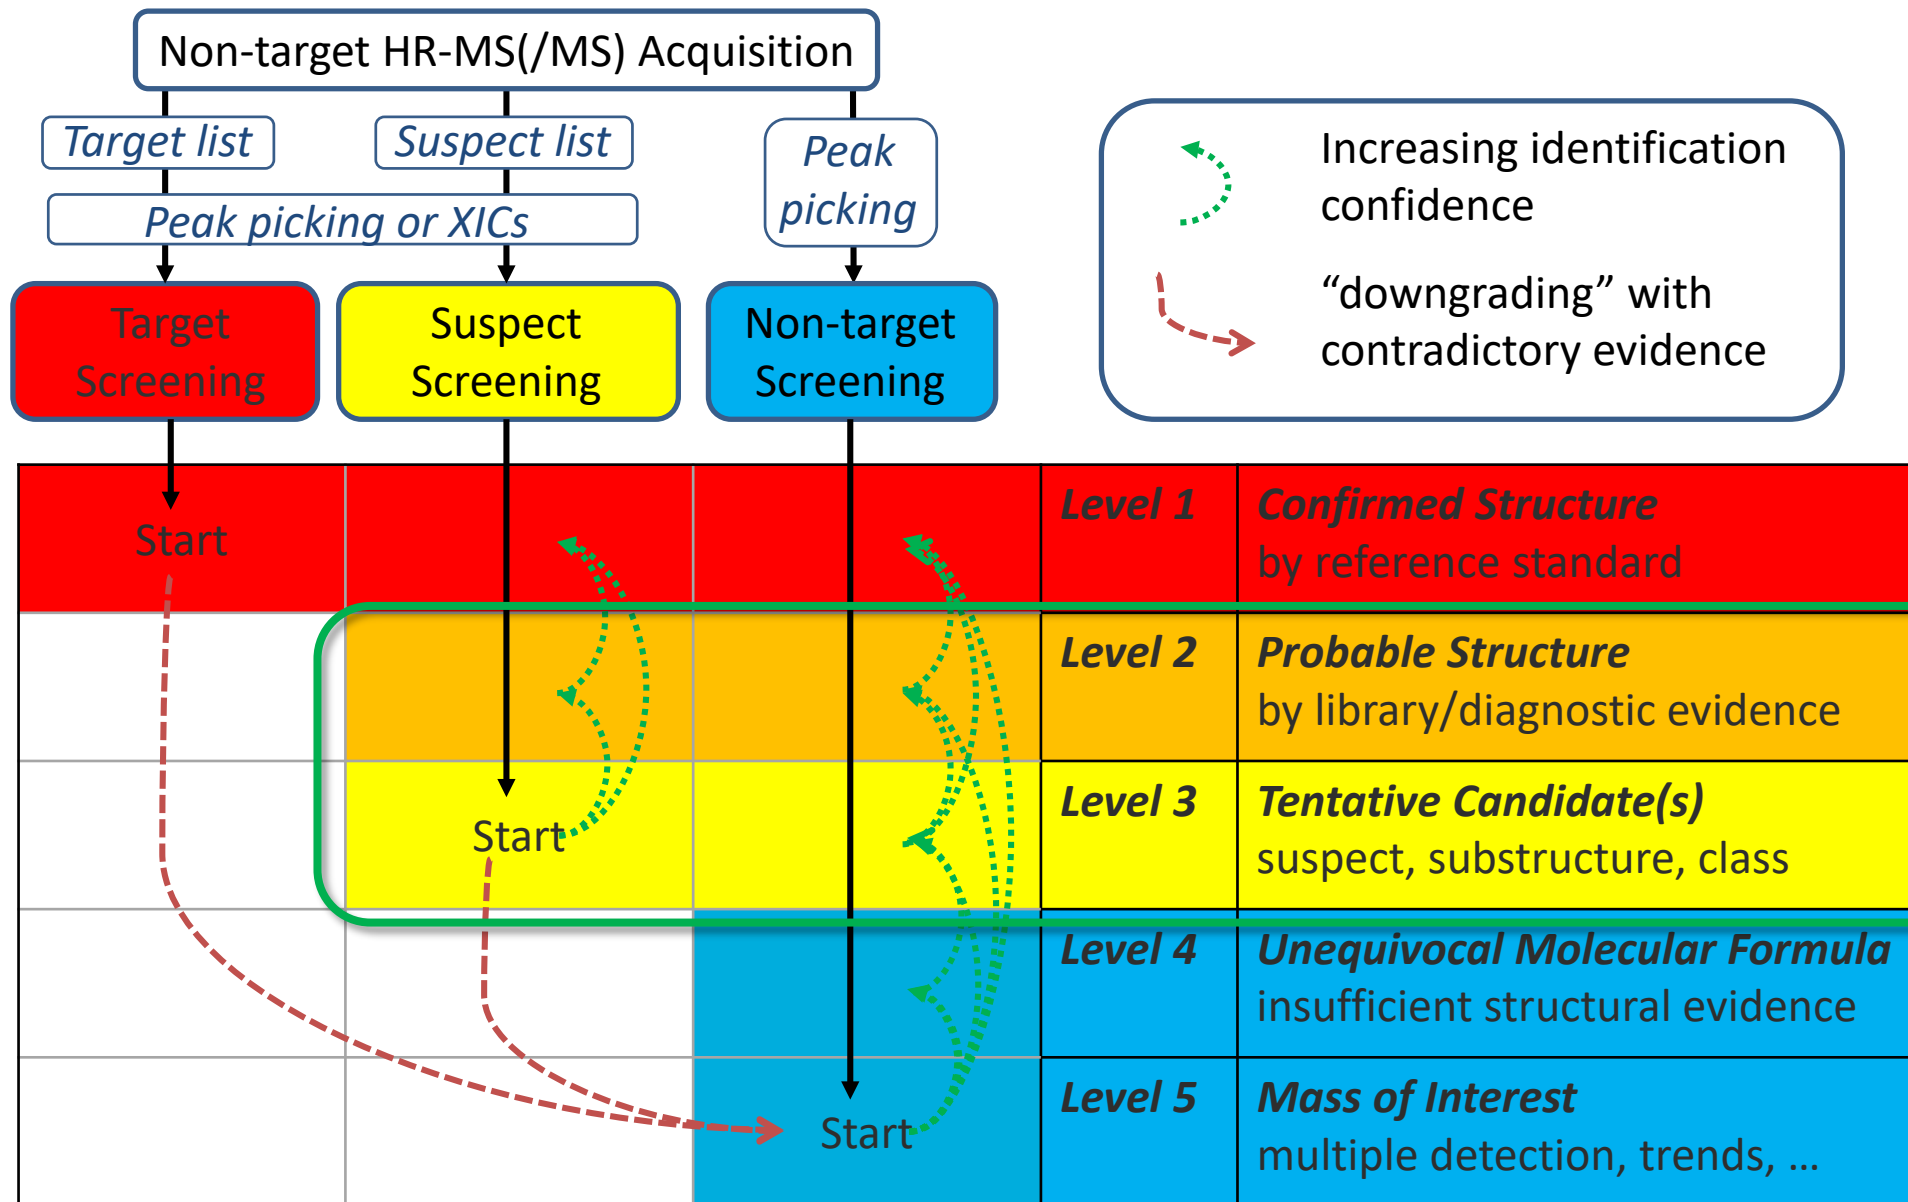 Non-target HR-MS(/MS) Acquisition
Target list
Suspect list
Peak
picking
Peak picking or XICs
Increasing identification
confidence
“downgrading” with
contradictory evidence
Target
Screening
Suspect
Screening
Non-target
Screening
Start
Level 1
Confirmed Structure
by reference standard
Level 2
Probable Structure
by library/diagnostic evidence
Start
Level 3
Tentative Candidate(s)
suspect, substructure, class
Level 4
Unequivocal Molecular Formula
insufficient structural evidence
Start
Level 5
Mass of Interest
multiple detection, trends, ...